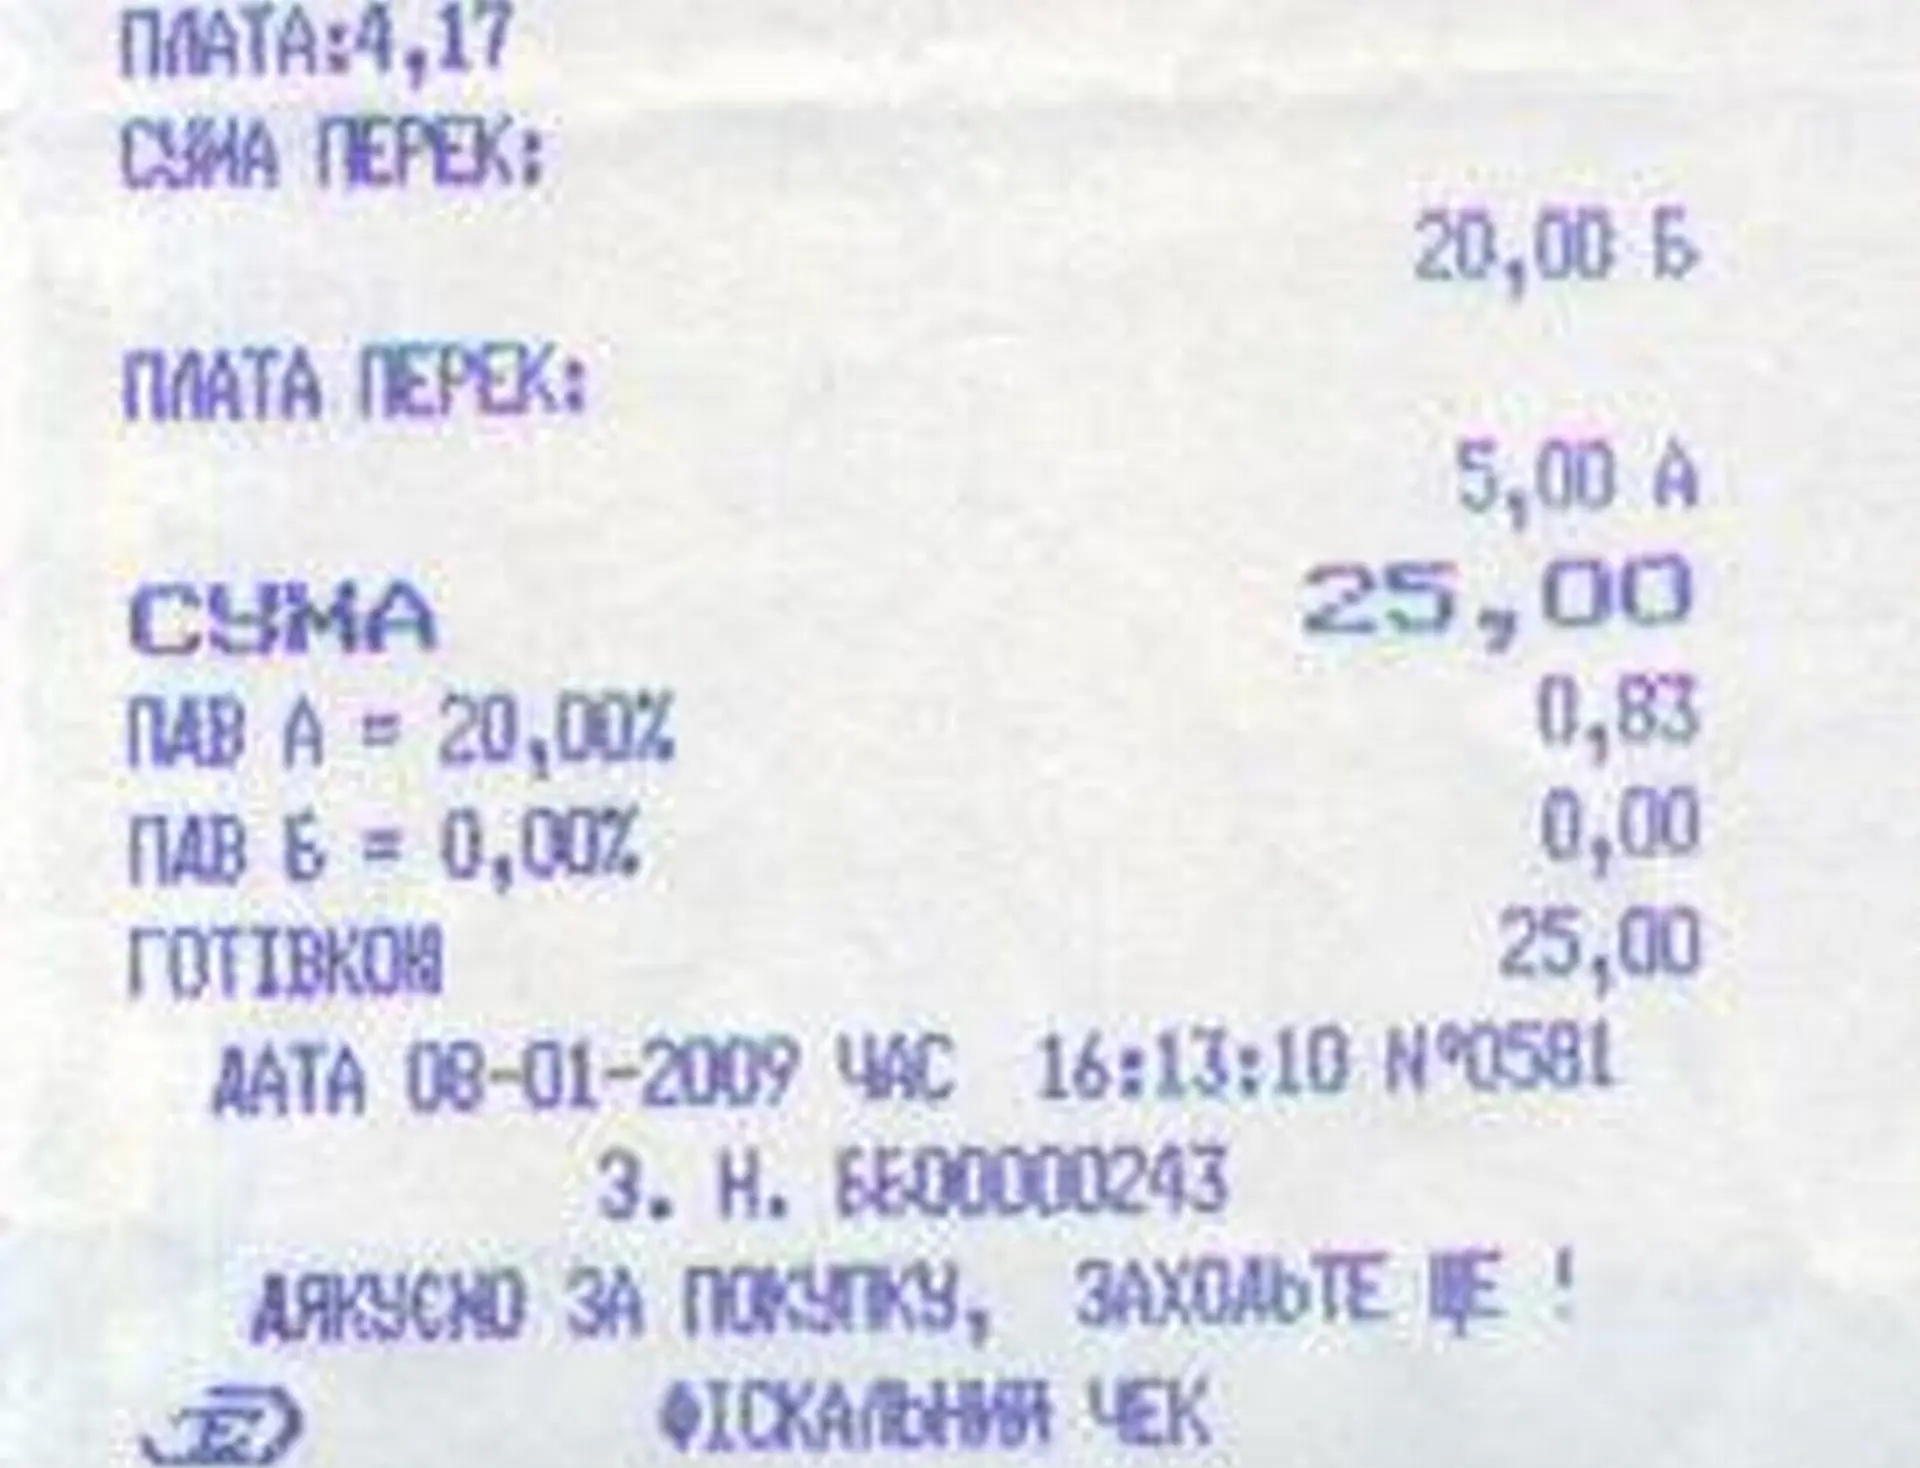 ПЛАТА:4,17
СУМА ПЕРЕК:
20,00 Б
ПЛАТА ПЕРЕК:
5,00 А
СУМА 25,00
ПДВ А = 20,00% 0,83
ПДВ Б = 0,00% 0,00
ГОТІВКОЮ 25,00
ДАТА 08-01-2009 ЧАС 16:13:10 №0581
З. Н. ББ00000243
ДЯКУЄМО ЗА ПОКУПКУ, ЗАХОДЬТЕ ЩЕ !
ФІСКАЛЬНИЙ ЧЕК